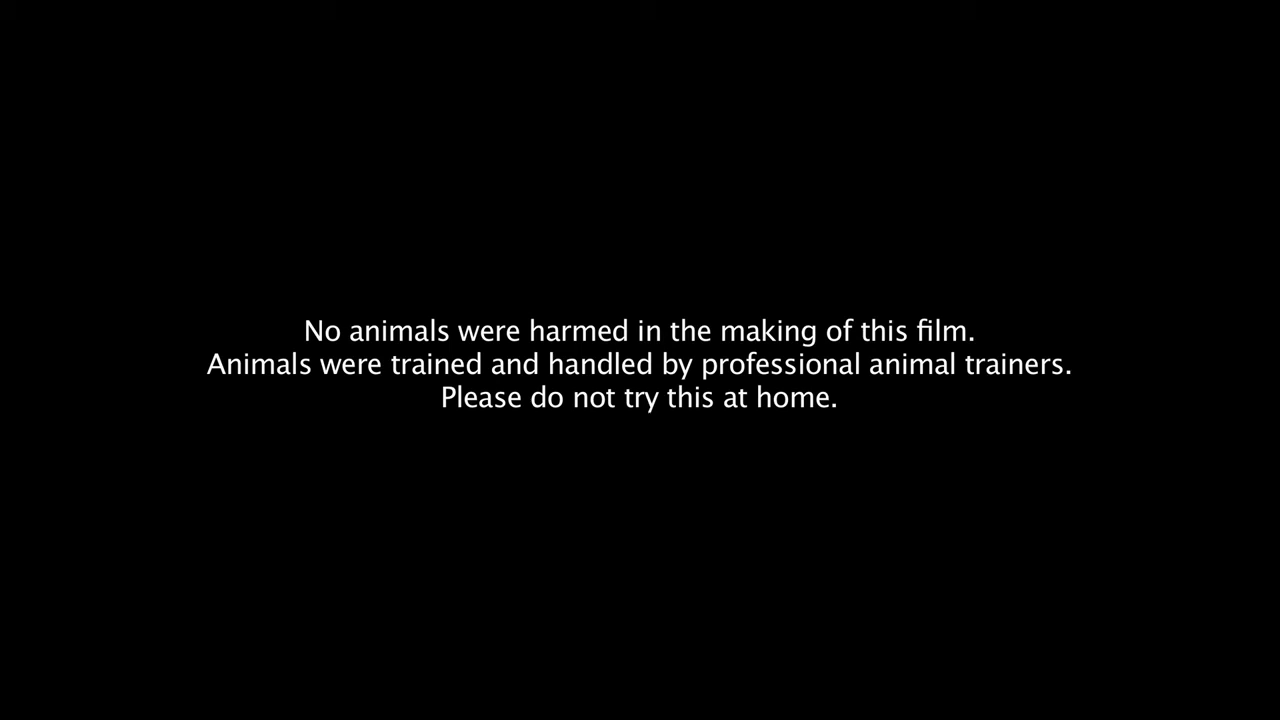 No animals were harmed in the making of this film.
Animals were trained and handled by professional animal trainers.
Please do not try this at home.